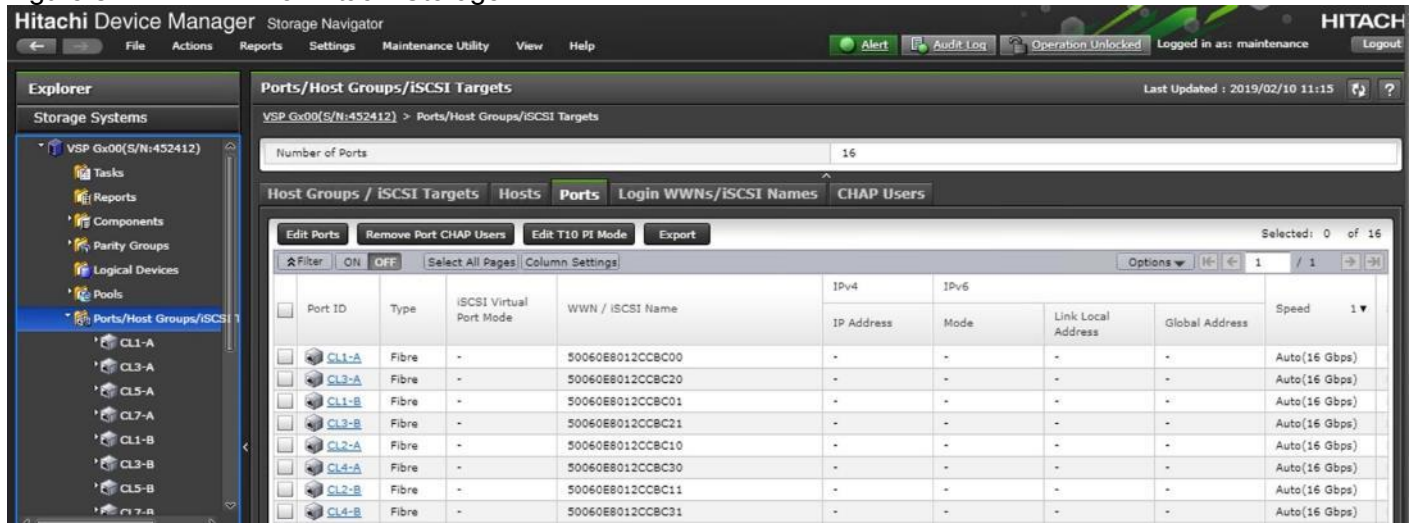 Hitachi Device Manager Storage Navigator
HITACH
File Actions Reports Settings Maintenance Utility View Help
Alert Audit Log Operation Unlocked Logged in as: maintenance Logout
Explorer
Storage Systems
VSP Gx00(S/N:452412)
Tasks
Reports
Components
Parity Groups
Logical Devices
Pools
Ports/Host Groups/iSCSI T
CL1-A
CL3-A
CL5-A
CL7-A
CL1-B
CL3-B
CL5-B
CL7-B
Ports/Host Groups/iSCSI Targets
Last Updated : 2019/02/10 11:15 ?
VSP Gx00(S/N:452412) > Ports/Host Groups/iSCSI Targets
Number of Ports 16
Host Groups / iSCSI Targets Hosts Ports Login WWNs/iSCSI Names CHAP Users
Edit Ports Remove Port CHAP Users Edit T10 PI Mode Export Selected: 0 of 16
Filter ON OFF Select All Pages Column Settings Options 1 / 1
IPv4 IPv6
Port ID Type iSCSI Virtual Port Mode WWN / iSCSI Name IP Address Mode Link Local Address Global Address Speed 1
CL1-A Fibre - 50060E8012CCBC00 - - - - Auto(16 Gbps)
CL3-A Fibre - 50060E8012CCBC20 - - - - Auto(16 Gbps)
CL1-B Fibre - 50060E8012CCBC01 - - - - Auto(16 Gbps)
CL3-B Fibre - 50060E8012CCBC21 - - - - Auto(16 Gbps)
CL2-A Fibre - 50060E8012CCBC10 - - - - Auto(16 Gbps)
CL4-A Fibre - 50060E8012CCBC30 - - - - Auto(16 Gbps)
CL2-B Fibre - 50060E8012CCBC11 - - - - Auto(16 Gbps)
CL4-B Fibre - 50060E8012CCBC31 - - - - Auto(16 Gbps)